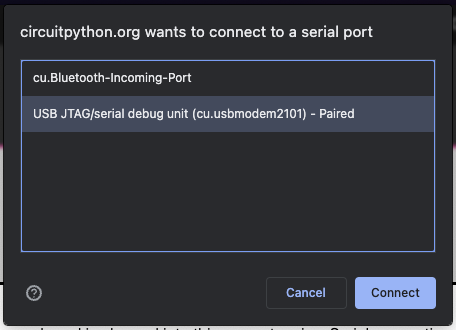 circuitpython.org wants to connect to a serial port
cu.Bluetooth-Incoming-Port
USB JTAG/serial debug unit (cu.usbmodem2101) - Paired
Cancel
Connect